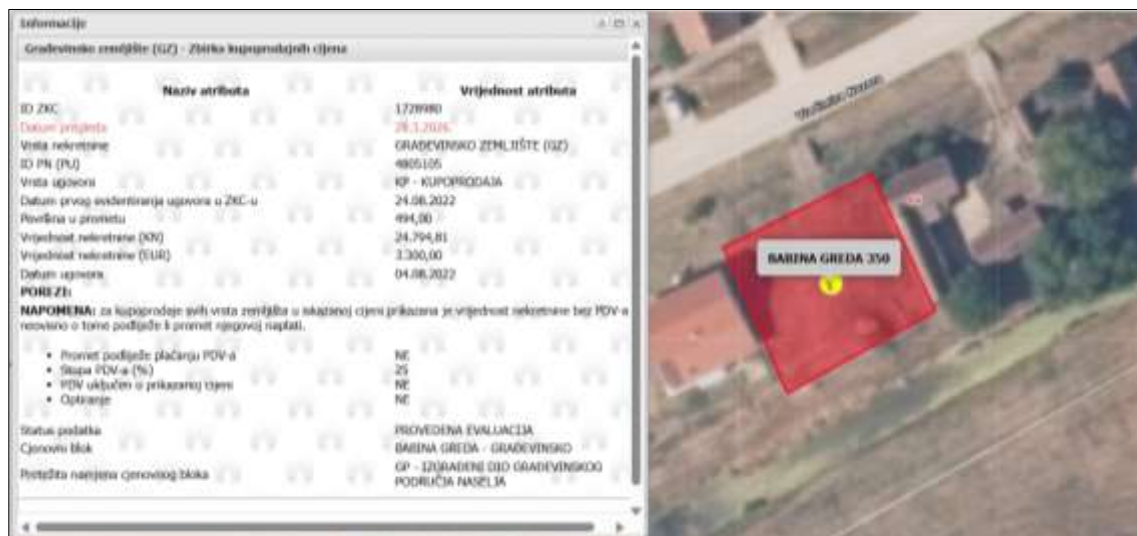 Informacije
Građevinsko zemljište (GZ) - Zbirka kupoprodajnih cijena
Naziv atributa Vrijednost atributa
ID ZKC 1728980
Datum pregleda 28.1.2026.
Vrsta nekretnine GRAĐEVINSKO ZEMLJIŠTE (GZ)
ID PN (PU) 4805105
Vrsta ugovora KP - KUPOPRODAJA
Datum prvog evidentiranja ugovora u ZKC-u 24.08.2022
Površina u prometu 494,00
Vrijednost nekretnine (KN) 24.794,81
Vrijednost nekretnine (EUR) 3.300,00
Datum ugovora 04.08.2022
POREZI:
NAPOMENA: za kupoprodaje svih vrsta zemljišta u iskazanoj cijeni prikazana je vrijednost nekretnine bez PDV-a
neovisno o tome podliježe li promet njegovoj naplati.
• Promet podliježe plaćanju PDV-a NE
• Stopa PDV-a (%) 25
• PDV uključen u prikazanoj cijeni NE
• Optiranje NE
Status podatka PROVEDENA EVALUACIJA
Cjenovni blok BABINA GREDA - GRAĐEVINSKO
Pretežita namjena cjenovnog bloka GP - IZGRAĐENI DIO GRAĐEVINSKOG
PODRUČJA NASELJA
BABINA GREDA 350